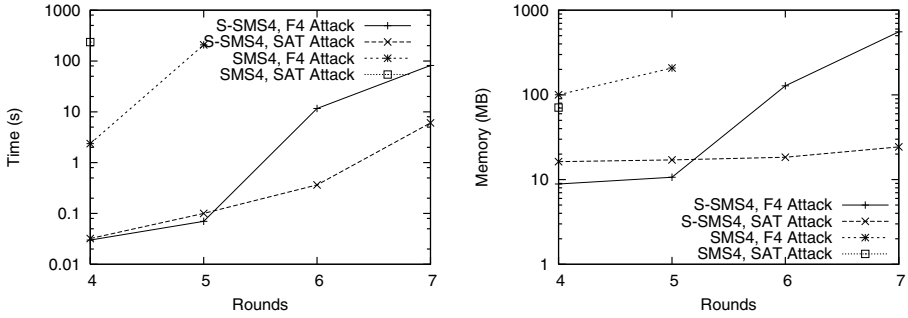 1000
100
10
1
0.1
0.01
Time (s)
S-SMS4, F4 Attack
S-SMS4, SAT Attack
SMS4, F4 Attack
SMS4, SAT Attack
4 5 6 7
Rounds
1000
100
10
1
Memory (MB)
S-SMS4, F4 Attack
S-SMS4, SAT Attack
SMS4, F4 Attack
SMS4, SAT Attack
4 5 6 7
Rounds